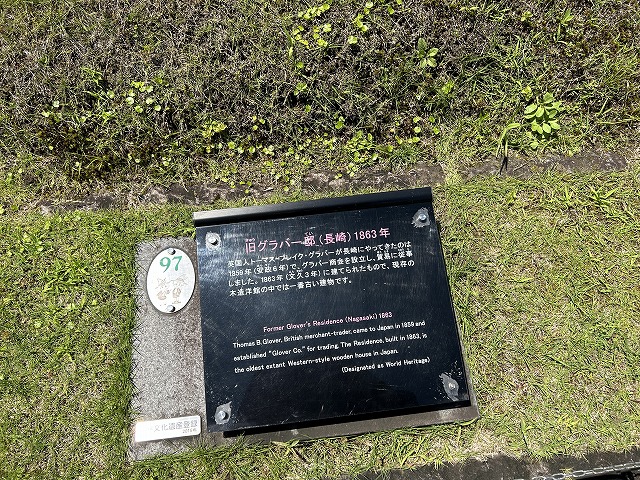 旧グラバー邸(長崎)1863年
英国人トーマス・ブレイク・グラバーが長崎にやってきたのは
1859年(安政6年)で、グラバー商会を設立し、貿易に従事
しました。1863年(文久3年)に建てられたもので、現存の
木造洋館の中では一番古い建物です。
Former Glover's Residence (Nagasaki) 1863
Thomas B.Glover, British merchant-trader, came to Japan in 1859 and
established "Glover Co." for trading. The Residence, built in 1863, is
the oldest extant Western-style wooden house in Japan.
(Designated as World Heritage)
97
文化遺産登録